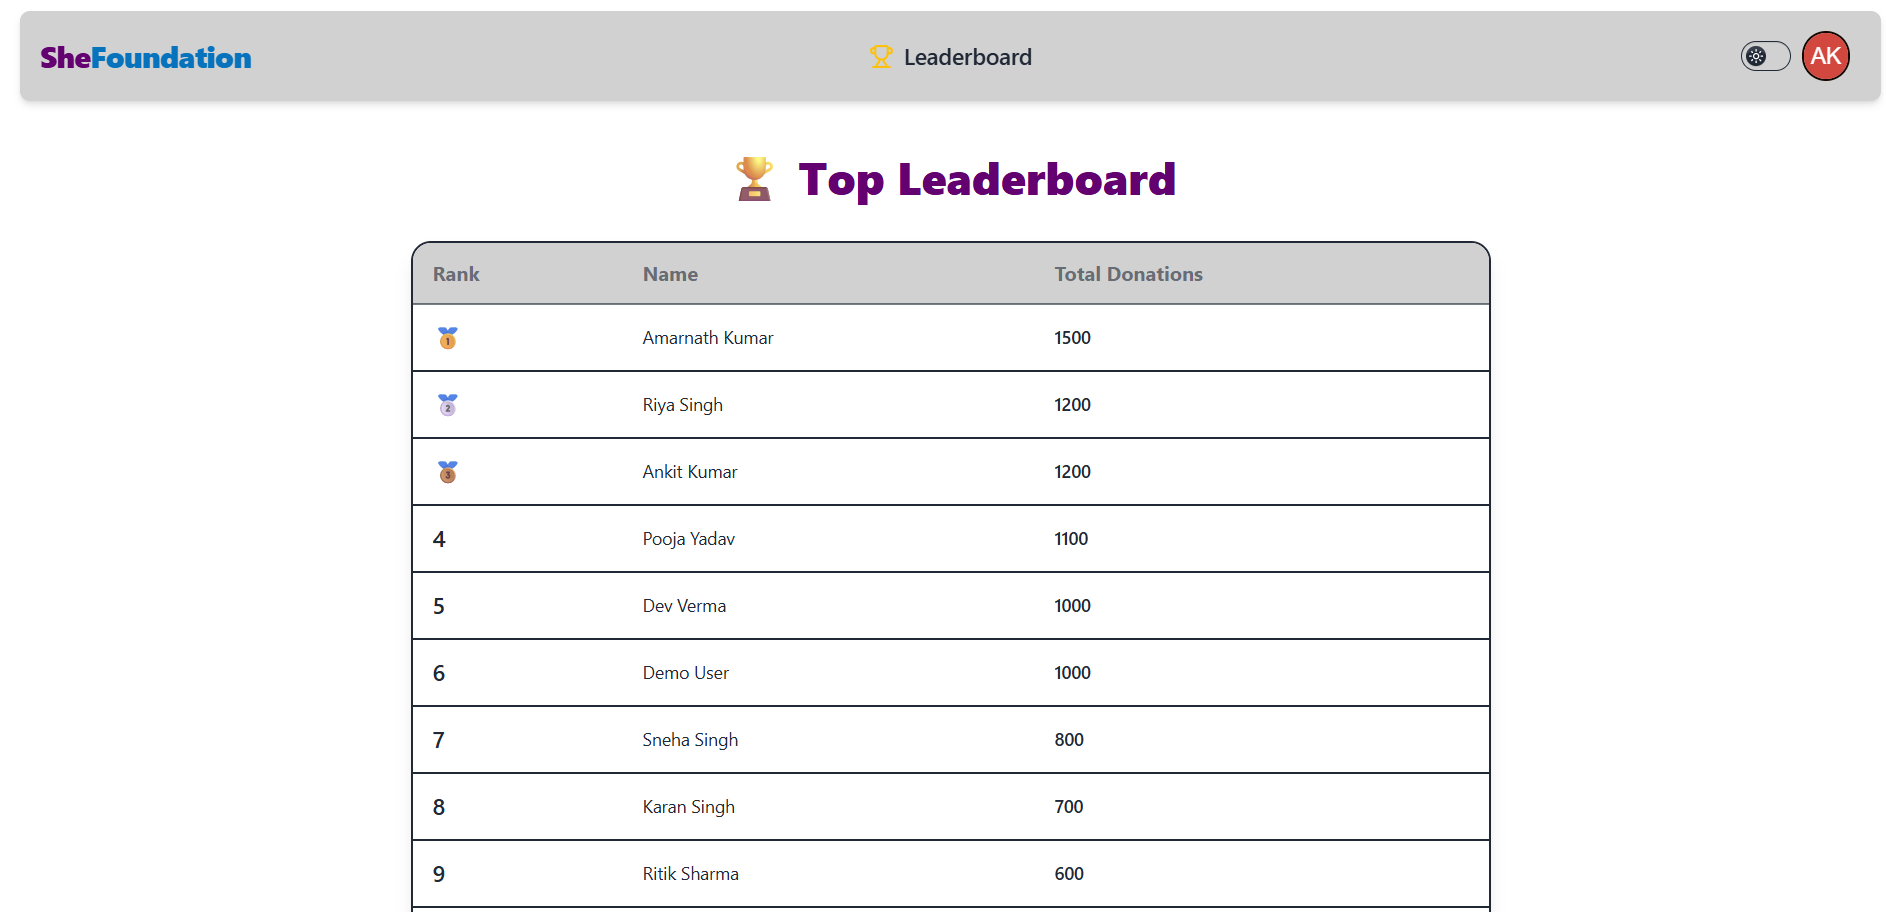 SheFoundation
Leaderboard
AK
Top Leaderboard
Rank Name Total Donations
1 Amarnath Kumar 1500
2 Riya Singh 1200
3 Ankit Kumar 1200
4 Pooja Yadav 1100
5 Dev Verma 1000
6 Demo User 1000
7 Sneha Singh 800
8 Karan Singh 700
9 Ritik Sharma 600